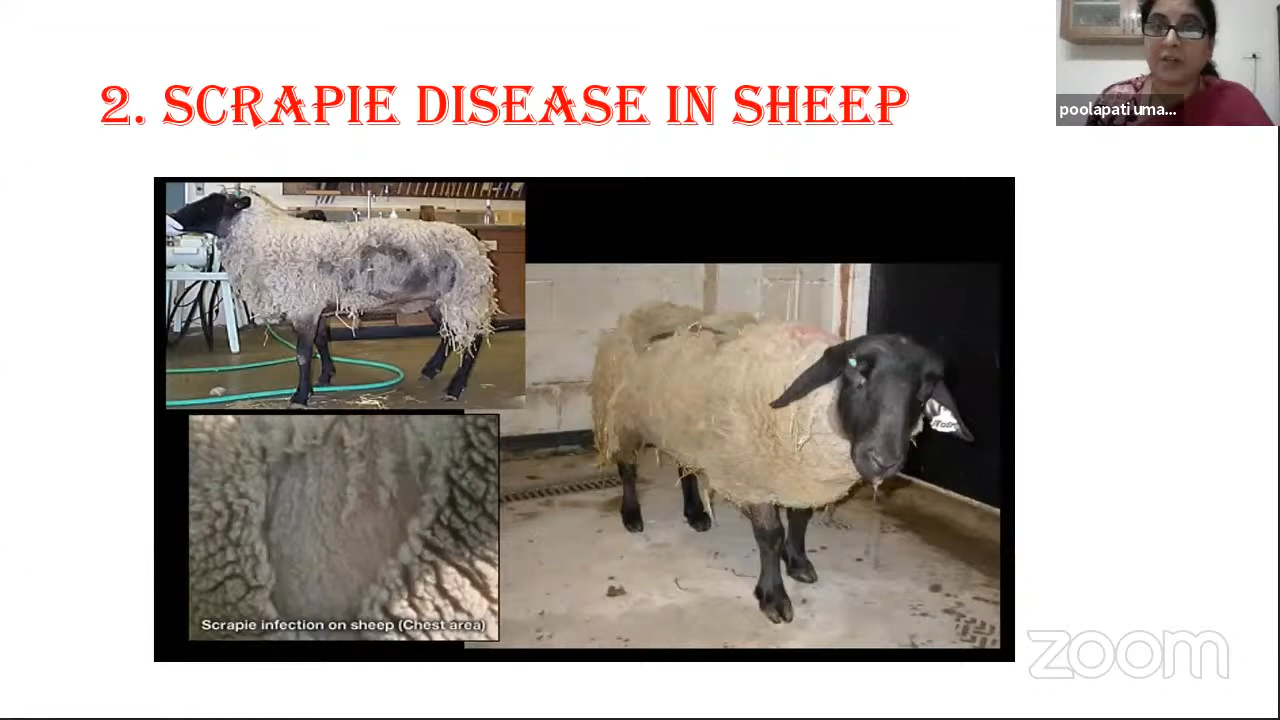 2. SCRAPIE DISEASE IN SHEEP
poolapati uma...
Scrapie infection on sheep (Chest area)
zoom